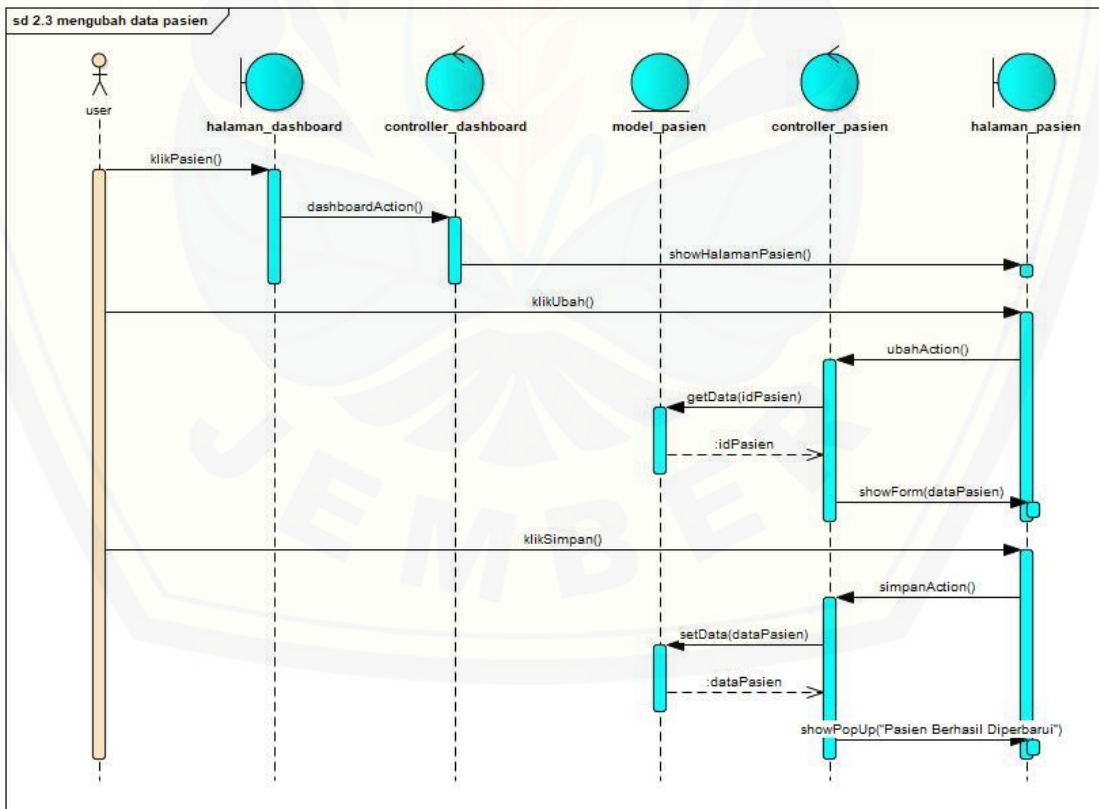 sd 2.3 mengubah data pasien
user
halaman_dashboard
controller_dashboard
model_pasien
controller_pasien
halaman_pasien
klikPasien()
dashboardAction()
showHalamanPasien()
klikUbah()
ubahAction()
getData(idPasien)
:idPasien
showForm(dataPasien)
klikSimpan()
simpanAction()
setData(dataPasien)
:dataPasien
showPopUp("Pasien Berhasil Diperbarui")
JEMBER